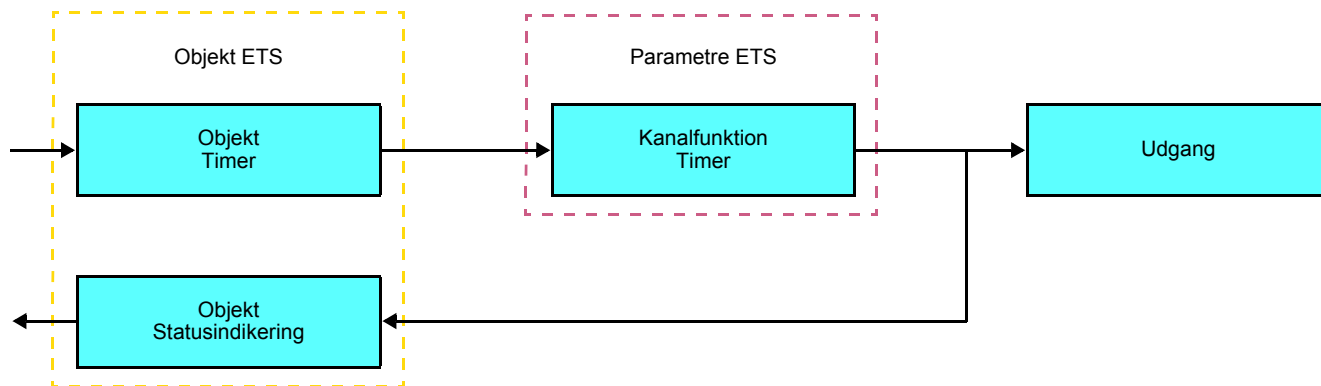 Objekt ETS
Parametre ETS
Objekt
Timer
Kanalfunktion
Timer
Udgang
Objekt
Statusindikering